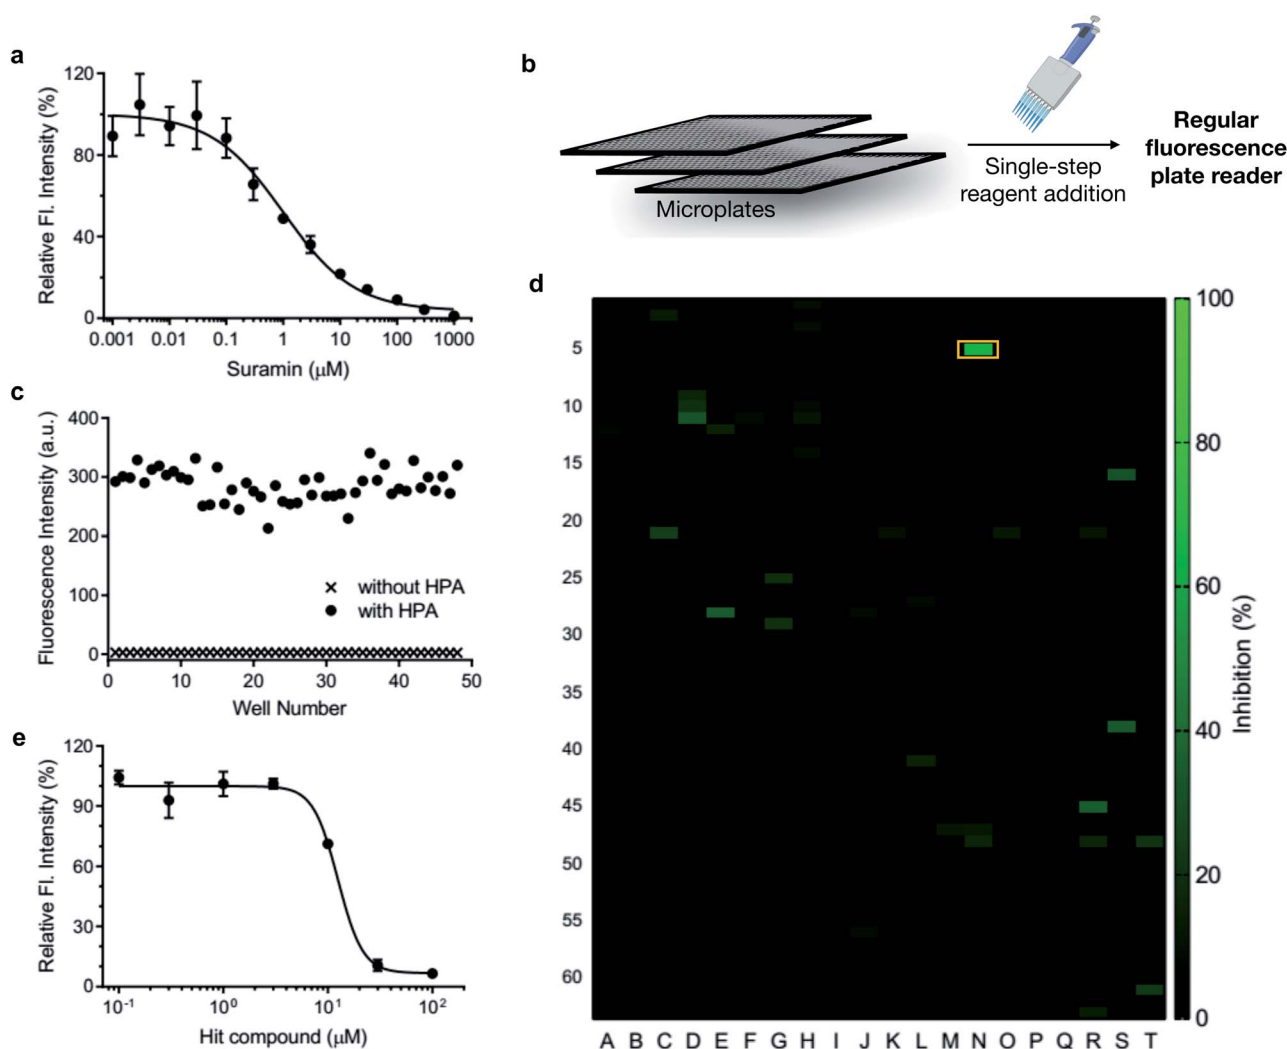 a
120
80
40
0
Relative Fl. Intensity (%)
0.001 0.01 0.1 1 10 100 1000
Suramin (μM)
b
Microplates
Single-step
reagent addition
Regular
fluorescence
plate reader
c
400
300
200
100
0
Fluorescence Intensity (a.u.)
without HPA
with HPA
0 10 20 30 40 50
Well Number
d
5
10
15
20
25
30
35
40
45
50
55
60
A B C D E F G H I J K L M N O P Q R S T
100
80
60
40
20
0
Inhibition (%)
e
120
90
60
30
0
Relative Fl. Intensity (%)
10-1 100 101 102
Hit compound (μM)